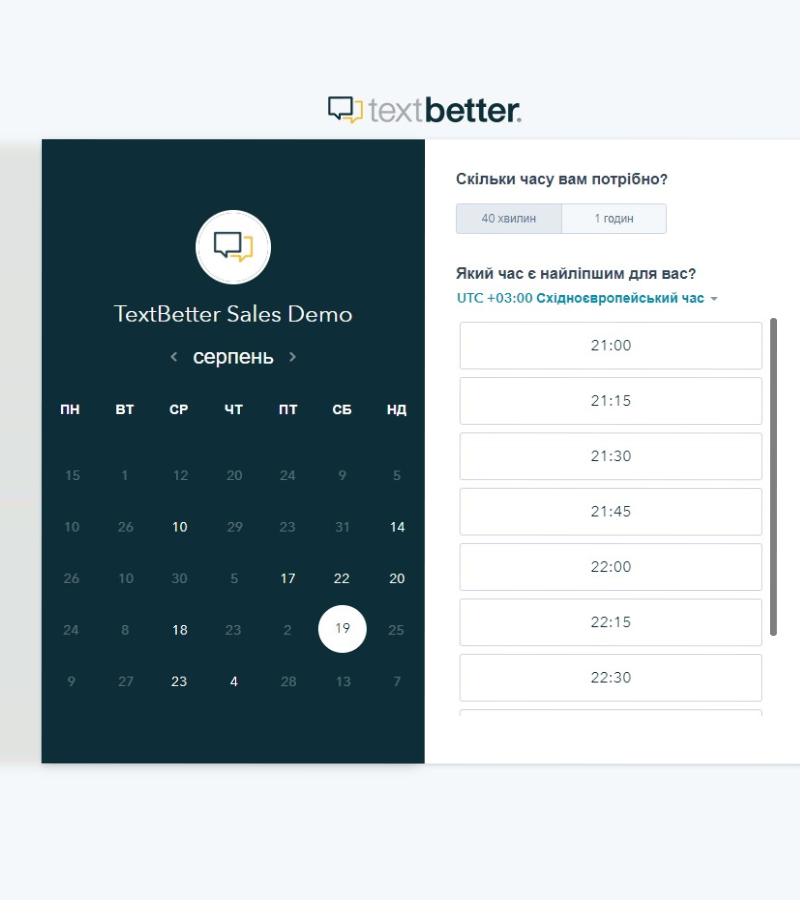 textbetter.
TextBetter Sales Demo
серпень
ПН ВТ СР ЧТ ПТ СБ НД
15 1 12 20 24 9 5
10 26 10 29 23 31 14
26 10 30 5 17 22 20
24 8 18 23 2 19 25
9 27 23 4 28 13 7
Скільки часу вам потрібно?
40 хвилин 1 годин
Який час є найліпшим для вас?
UTC +03:00 Східноєвропейський час
21:00
21:15
21:30
21:45
22:00
22:15
22:30